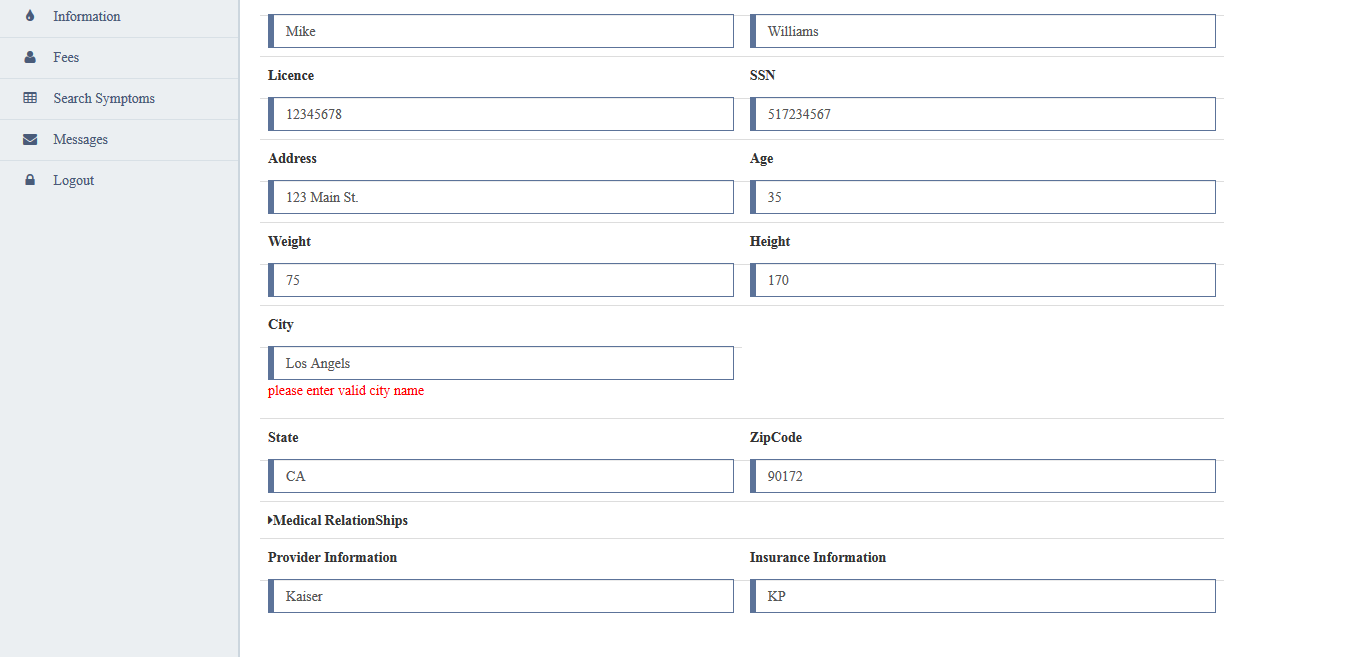 Information
Fees
Search Symptoms
Messages
Logout
Mike Williams
Licence SSN
12345678 517234567
Address Age
123 Main St. 35
Weight Height
75 170
City
Los Angels
please enter valid city name
State ZipCode
CA 90172
Medical RelationShips
Provider Information Insurance Information
Kaiser KP